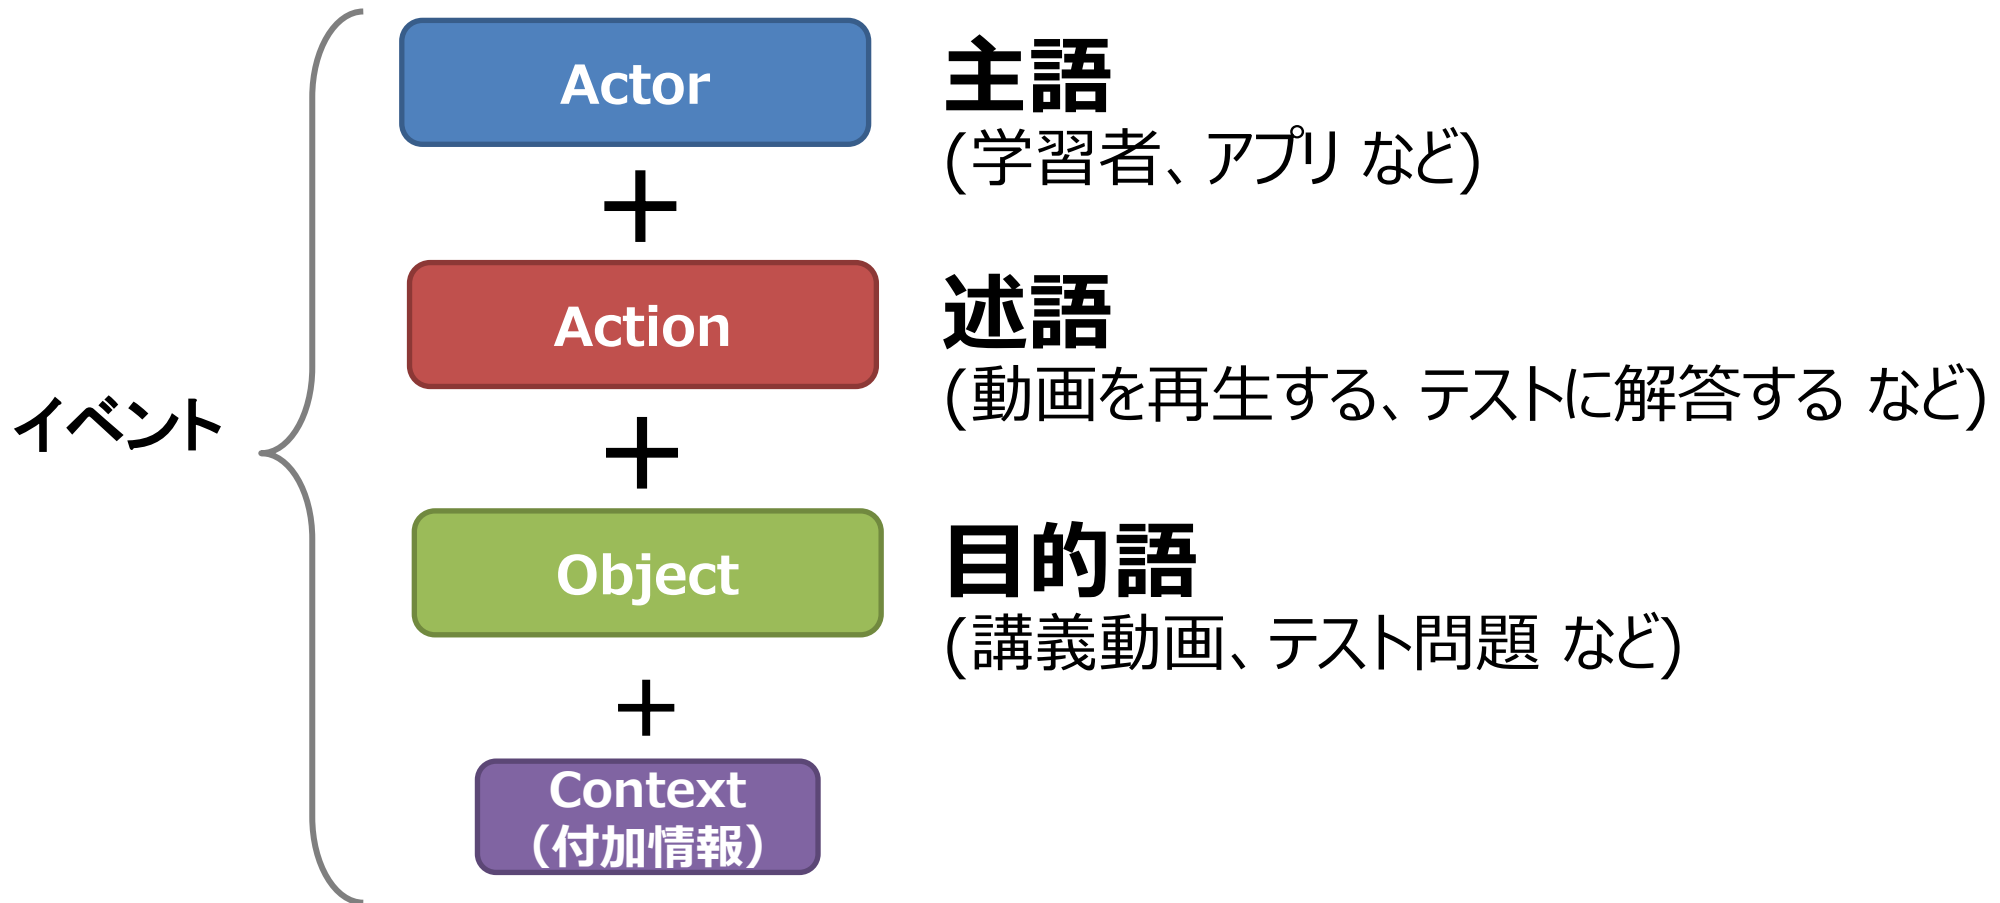 イベント
Actor
主語
(学習者、アプリ など)
+
Action
述語
(動画を再生する、テストに解答する など)
+
Object
目的語
(講義動画、テスト問題 など)
+
Context
（付加情報）